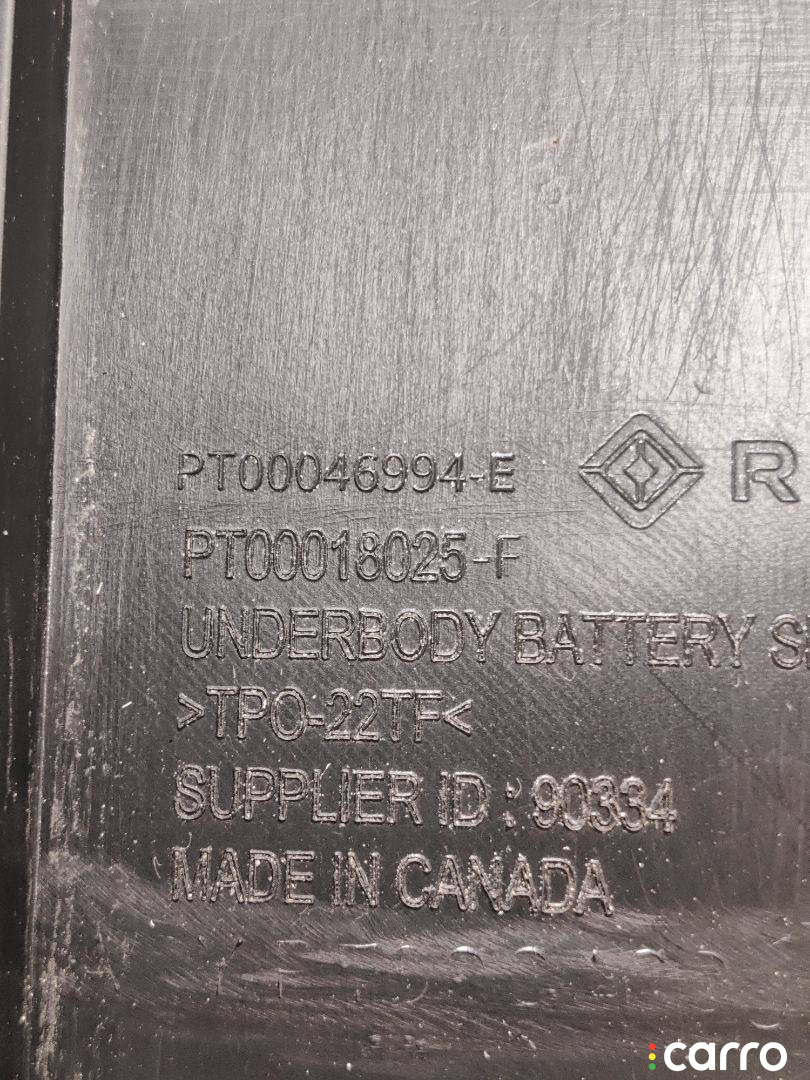 PT00046994-E
R
PT00018025-F
UNDERBODY BATTERY
>TPO-22TF<
SUPPLIER ID : 90334
MADE IN CANADA
carro